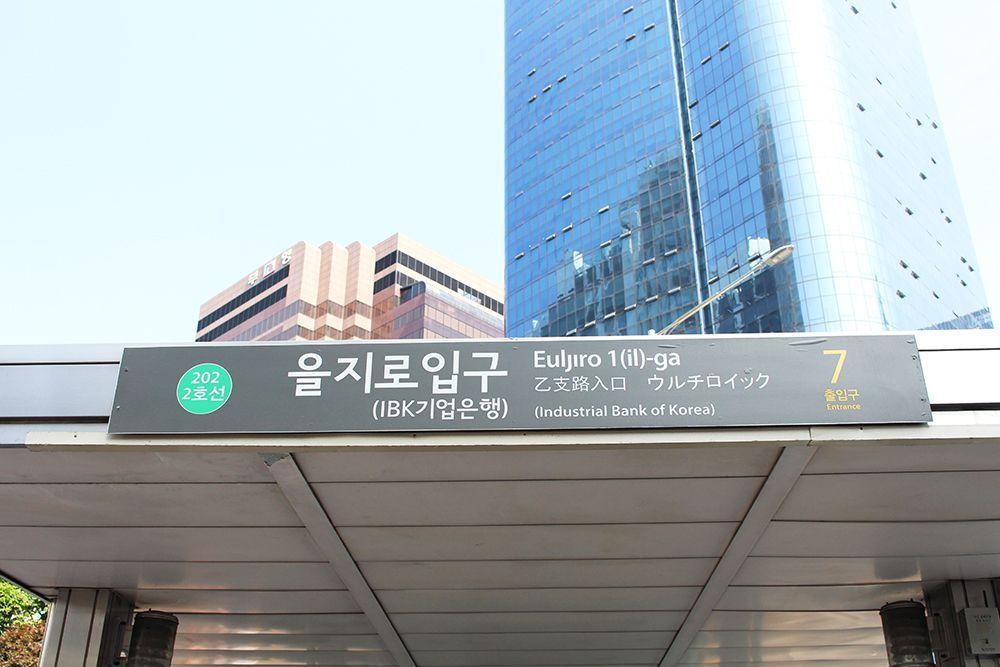 202
2호선
을지로입구
(IBK기업은행)
Euljiro 1(il)-ga
乙支路入口 ウルチロイック
(Industrial Bank of Korea)
7
출입구
Entrance